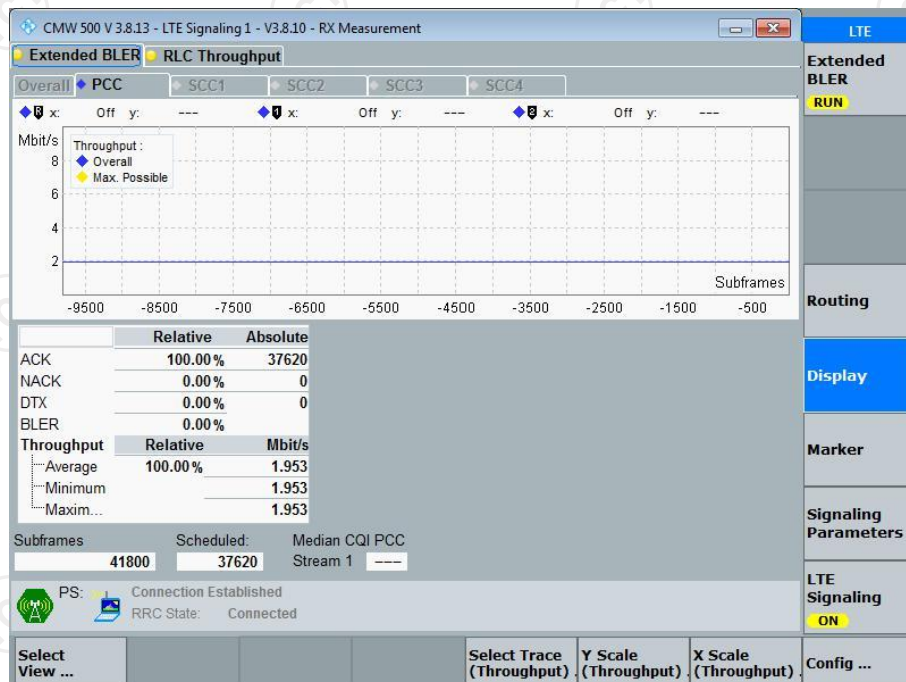 CMW 500 V 3.8.13 - LTE Signaling 1 - V3.8.10 - RX Measurement
LTE
Extended BLER RLC Throughput
Extended BLER
RUN
Overall PCC SCC1 SCC2 SCC3 SCC4
R x: Off y: --- 1 x: Off y: --- 2 x: Off y: ---
Mbit/s
Throughput :
Overall
Max. Possible
8
6
4
2
Subframes
-9500 -8500 -7500 -6500 -5500 -4500 -3500 -2500 -1500 -500
Routing
Relative Absolute
ACK 100.00 % 37620
NACK 0.00 % 0
DTX 0.00 % 0
BLER 0.00 %
Throughput Relative Mbit/s
Average 100.00 % 1.953
Minimum 1.953
Maxim... 1.953
Display
Marker
Subframes Scheduled: Median CQI PCC
41800 37620 Stream 1 ---
Signaling
Parameters
PS: Connection Established
RRC State: Connected
LTE
Signaling
ON
Select
View ...
Select Trace
(Throughput) .
Y Scale
(Throughput) .
X Scale
(Throughput) .
Config ...